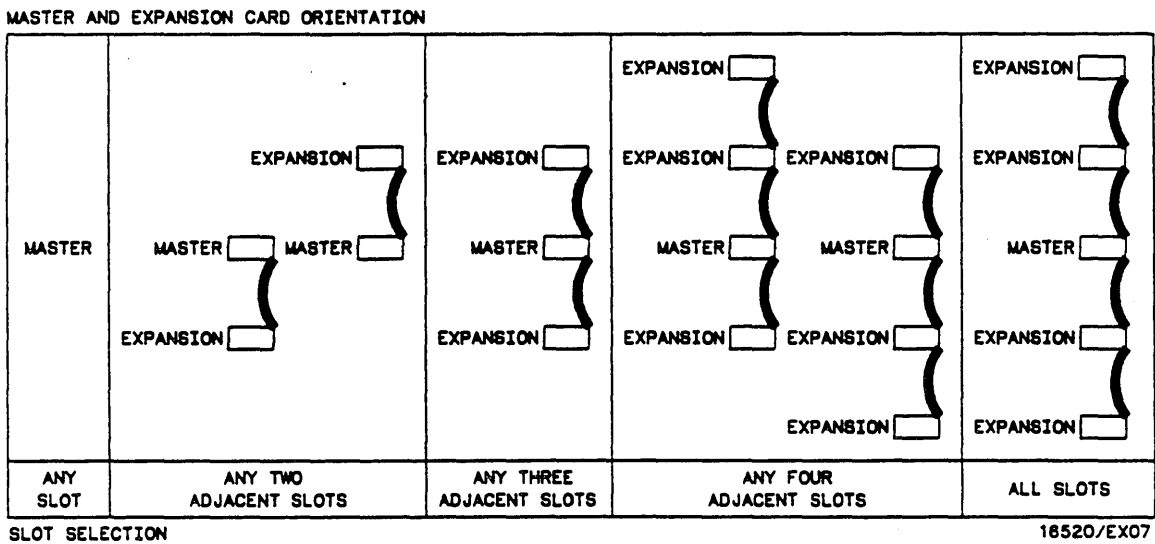 MASTER AND EXPANSION CARD ORIENTATION
EXPANSION EXPANSION
EXPANSION EXPANSION EXPANSION EXPANSION EXPANSION
MASTER MASTER MASTER MASTER MASTER MASTER MASTER
EXPANSION EXPANSION EXPANSION EXPANSION EXPANSION
EXPANSION EXPANSION
ANY SLOT
ANY TWO
ADJACENT SLOTS
ANY THREE
ADJACENT SLOTS
ANY FOUR
ADJACENT SLOTS
ALL SLOTS
SLOT SELECTION 16520/EX07